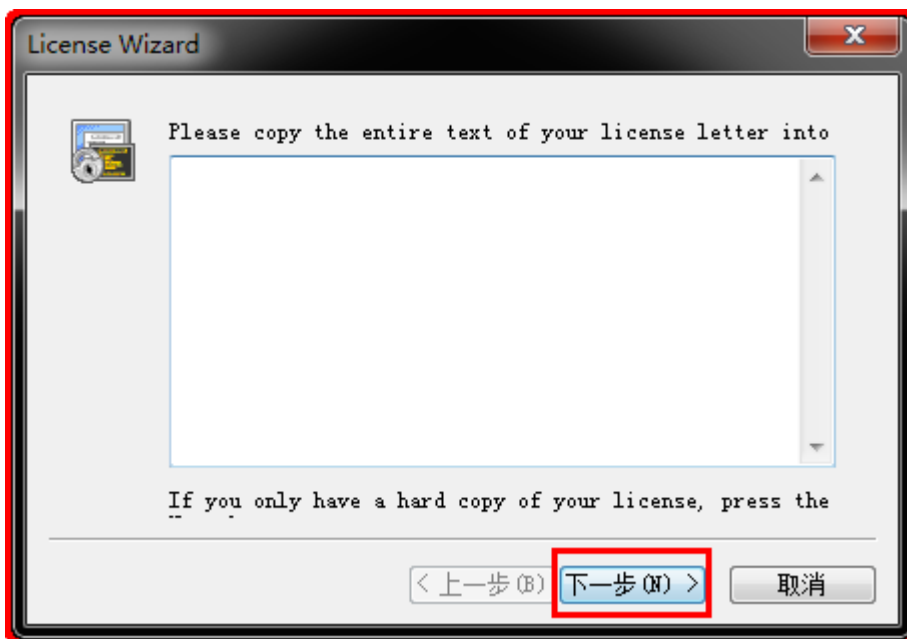 License Wizard
Please copy the entire text of your license letter into
If you only have a hard copy of your license, press the
< 上一步(B)
下一步(N) >
取消